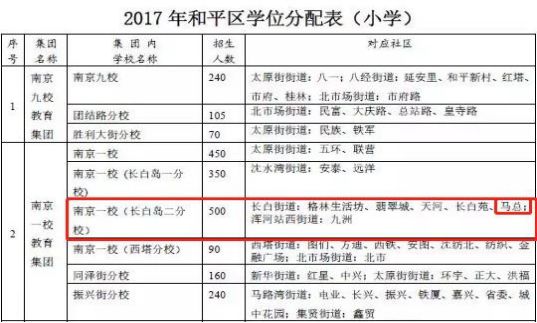 2017 年和平区学位分配表（小学）
序号
集团名称
集 团 内
学校名称
招生
人数
对应社区
1
南京
九校
教育
集团
南京九校
240
太原街街道：八一；八经街道：延安里、和平新村、红塔、
市府、桂林；北市场街道：市府路
团结路分校
105
北市场街道：民富、大庆路、总站路、皇寺路
胜利大街分校
70
太原街街道：民族、铁军
2
南京
一校
教育
集团
南京一校
450
太原街街道：五环、联营
南京一校（长白岛一分
校）
350
沈水湾街道：安泰、远洋
南京一校（长白岛二分
校）
500
长白街道：格林生活坊、翡翠城、天河、长白苑、马总；
浑河站西街道：九洲
南京一校（西塔分校）
90
西塔街道：图们、方迪、西铁、安图、沈纺北、纺织、金
融广场；北市场街道：北市
同泽街分校
160
新华街道：红星、中兴；太原街街道：环宇、正大、洪福
振兴街分校
240
马路湾街道：电业、长兴、振兴、铁厦、嘉兴、省委、城
中花园；集贤街道：鑫贸